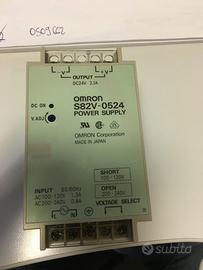 0509662
OUTPUT
DC24V 2.1A
DC ON
V.ADJ
OMRON
S82V-0524
POWER SUPPLY
OMRON Corporation
MADE IN JAPAN
SHORT
100-120V
OPEN
200-240V
VOLTAGE SELECT
INPUT 50/60Hz
AC100-120V 1.3A
AC200-240V 0.8A
subito